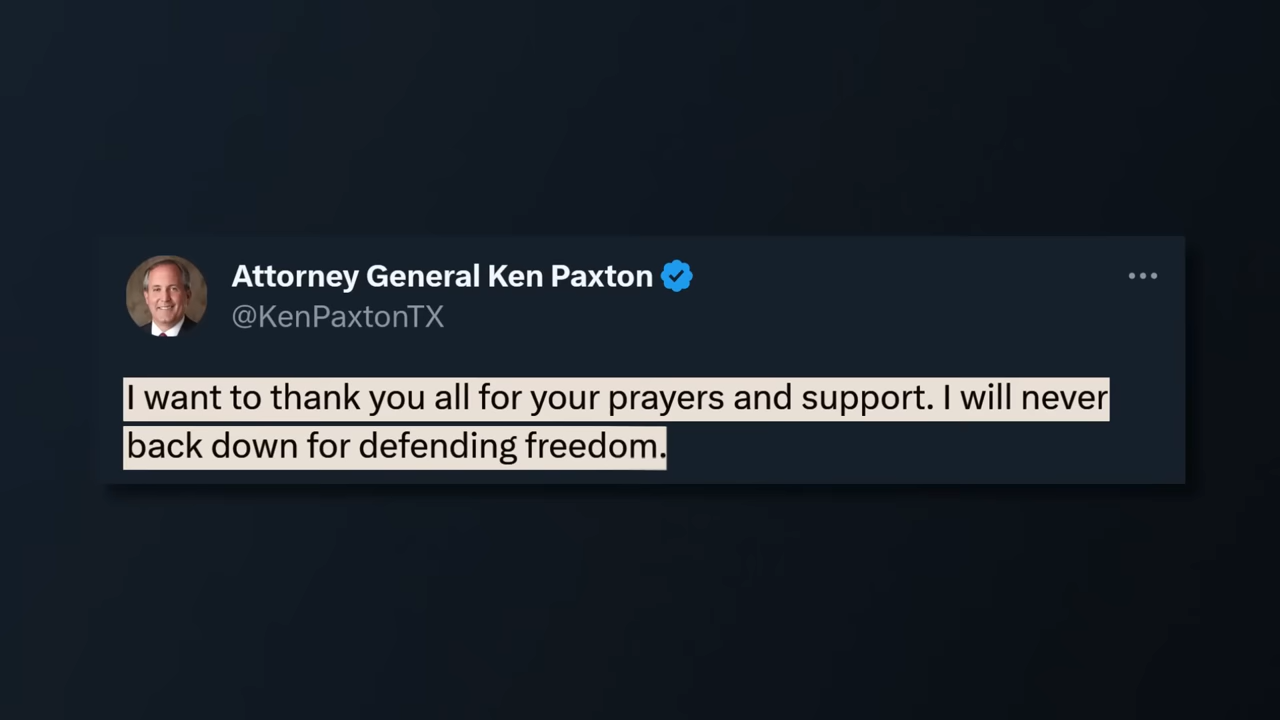 Attorney General Ken Paxton
@KenPaxtonTX
I want to thank you all for your prayers and support. I will never
back down for defending freedom.